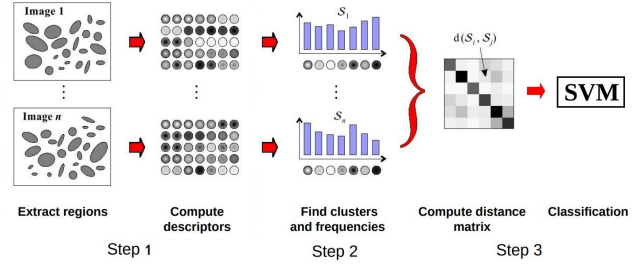 Image 1
S₁
d(Sᵢ, Sⱼ)
SVM
Image n
Sₙ
Extract regions
Compute
descriptors
Find clusters
and frequencies
Compute distance
matrix
Classification
Step 1
Step 2
Step 3